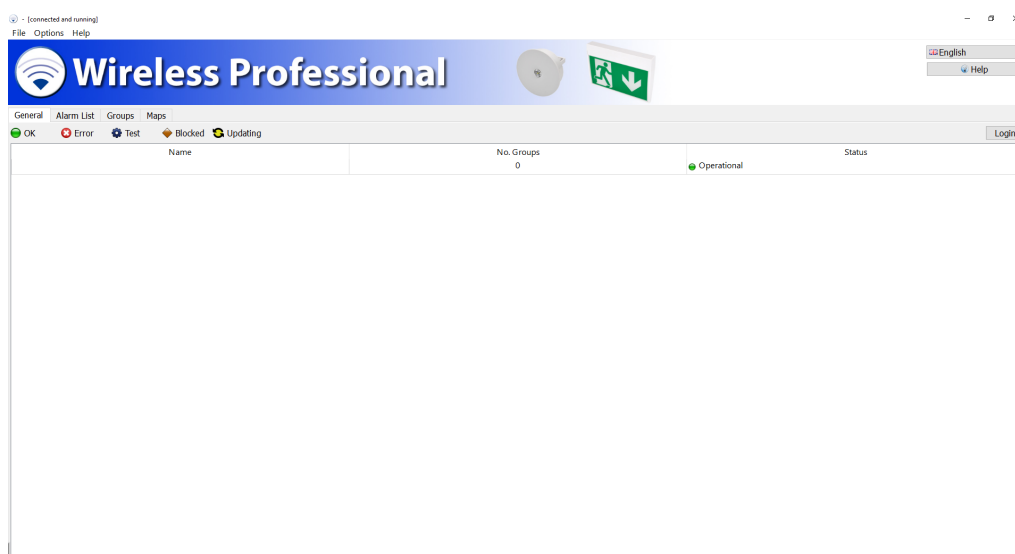 - [connected and running]
File Options Help
Wireless Professional
English
Help
General Alarm List Groups Maps
OK Error Test Blocked Updating Login
Name No. Groups Status
0 Operational